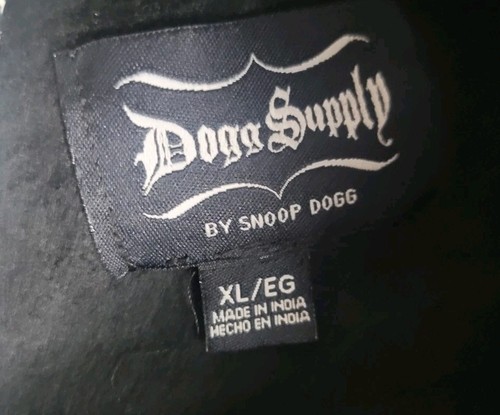 Dogg Supply
BY SNOOP DOGG
XL/EG
MADE IN INDIA
HECHO EN INDIA